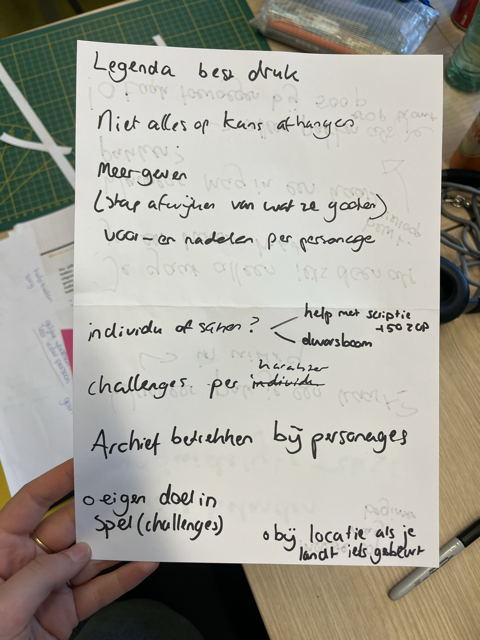 Legenda best druk
Niet alles op kans afhangen
Meer geven
(stap afwijken van wat ze gooien)
voor- en nadelen per personage
individu of samen?
help met scriptie
+50 ZCP
dwarsboom
karakter
challenges per individu
Archief betrekken bij personages
o eigen doel in
spel (challenges)
o bij locatie als je
landt iets gebeurt